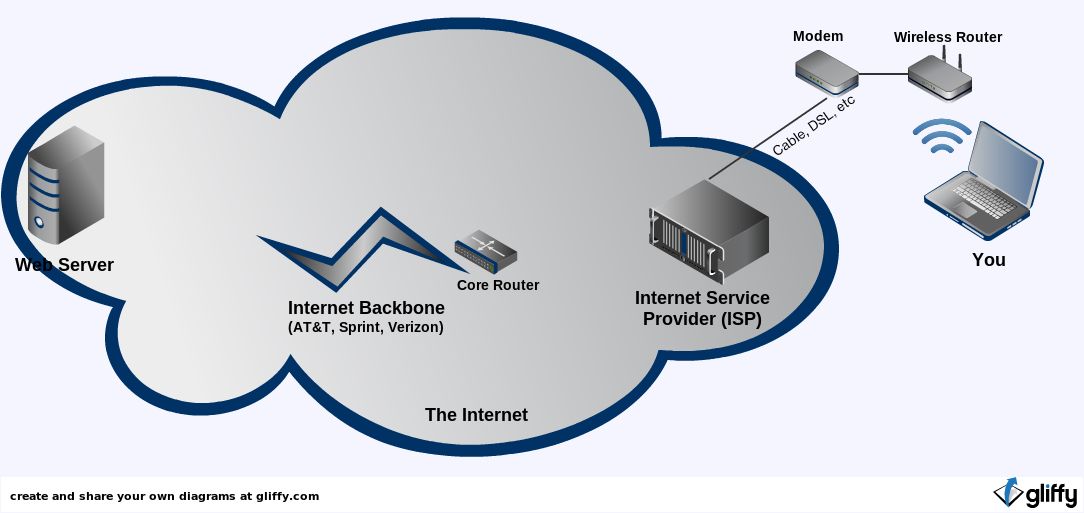 Modem
Wireless Router
Cable, DSL, etc
Web Server
You
Core Router
Internet Backbone
(AT&T, Sprint, Verizon)
Internet Service
Provider (ISP)
The Internet
create and share your own diagrams at gliffy.com
gliffy